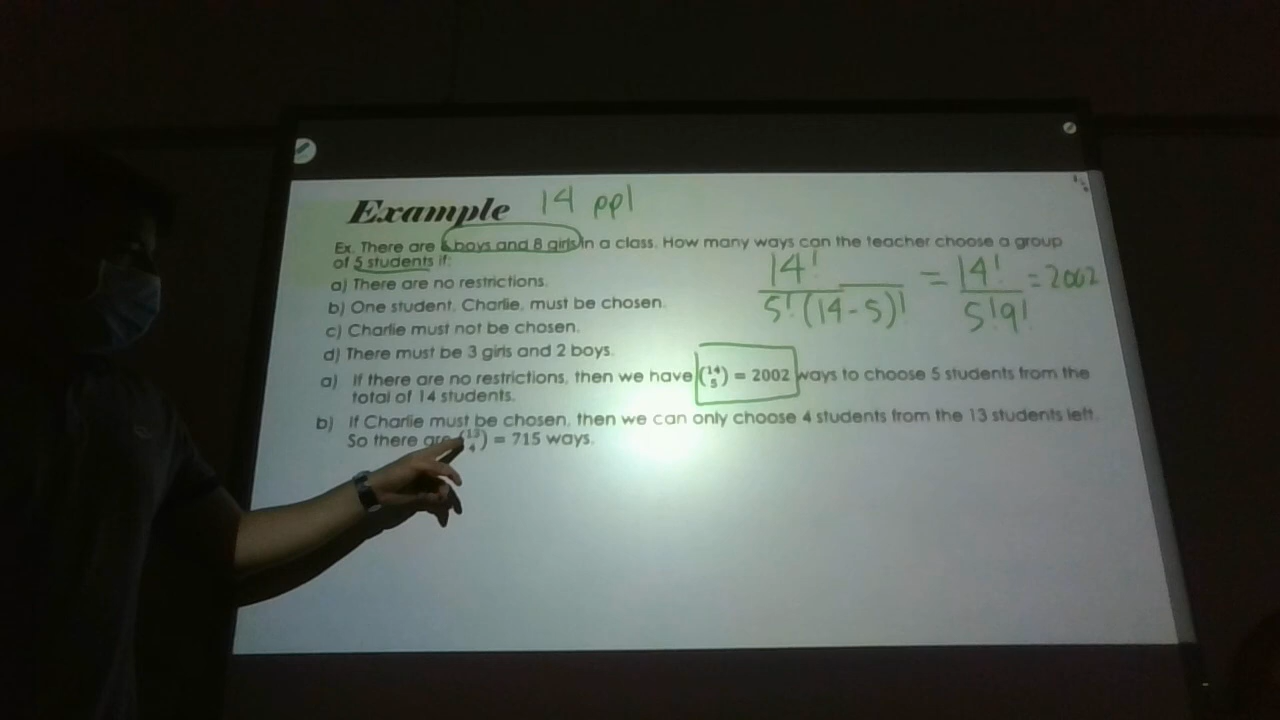 Example 14 ppl
Ex. There are boys and 8 girls in a class. How many ways can the teacher choose a group
of 5 students if:
14! / 5!(14-5)! = 14! / 5!9! = 2002
a) There are no restrictions.
b) One student, Charlie, must be chosen.
c) Charlie must not be chosen.
d) There must be 3 girls and 2 boys.
a) If there are no restrictions, then we have (14 5) = 2002 ways to choose 5 students from the
total of 14 students.
b) If Charlie must be chosen, then we can only choose 4 students from the 13 students left.
So there are (13 4) = 715 ways.